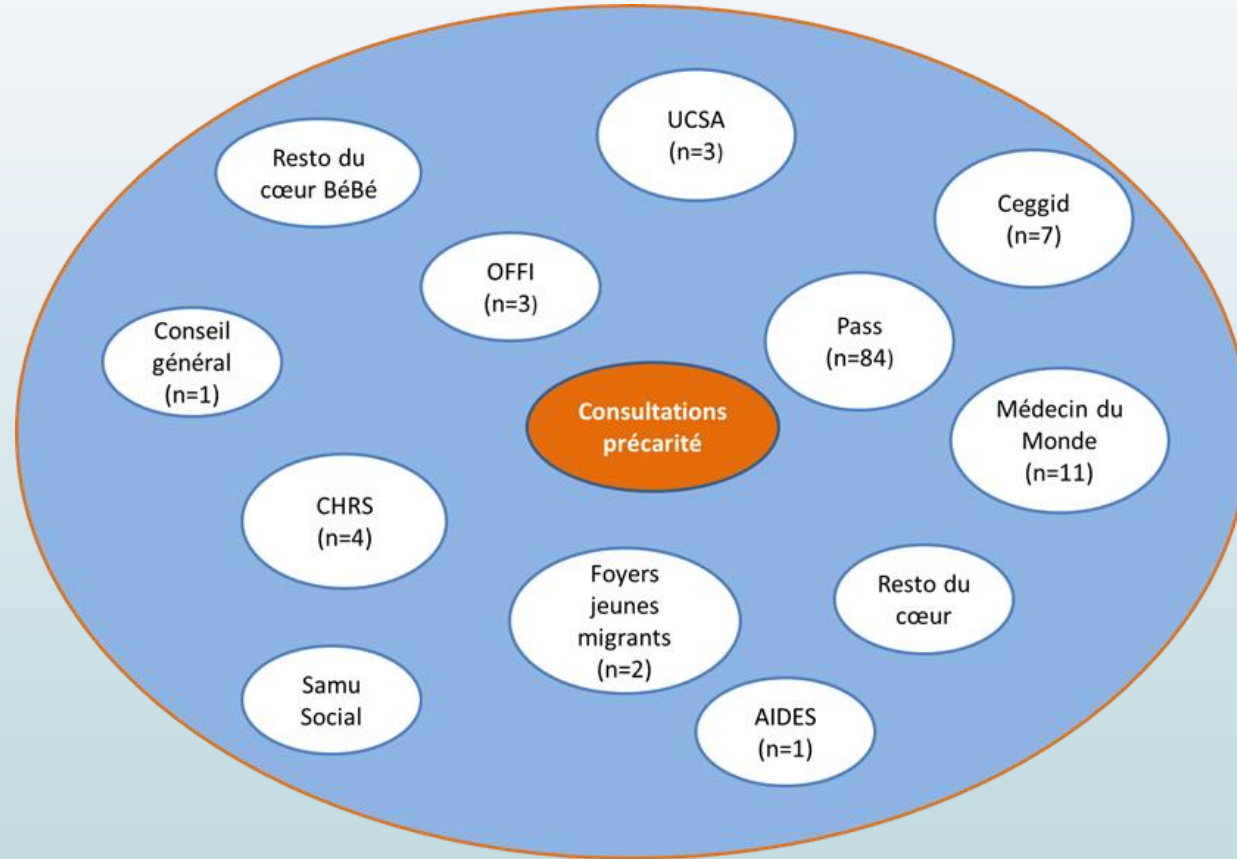 UCSA
(n=3)
Resto du
cœur BéBé
Ceggid
(n=7)
OFFI
(n=3)
Pass
(n=84)
Conseil
général
(n=1)
Consultations
précarité
Médecin du
Monde
(n=11)
CHRS
(n=4)
Foyers
jeunes
migrants
(n=2)
Resto du
cœur
Samu
Social
AIDES
(n=1)